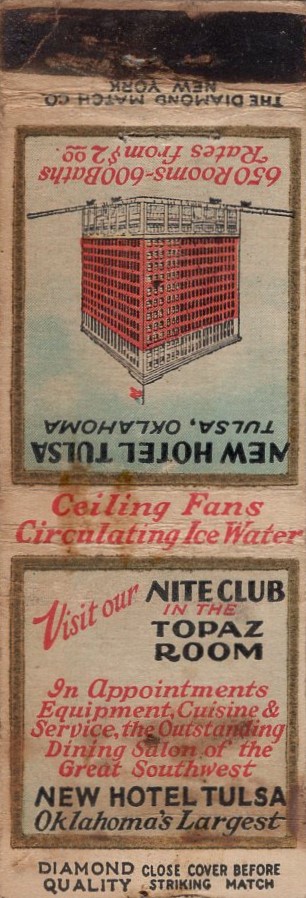 THE DIAMOND MATCH CO.
NEW YORK
NEW HOTEL TULSA
TULSA, OKLAHOMA
650 Rooms-600 Baths
Rates from $2.00
Ceiling Fans
Circulating Ice Water
Visit our NITE CLUB
IN THE
TOPAZ
ROOM
In Appointments
Equipment, Cuisine &
Service, the Outstanding
Dining Salon of the
Great Southwest
NEW HOTEL TULSA
Oklahoma's Largest
DIAMOND QUALITY
CLOSE COVER BEFORE
STRIKING MATCH